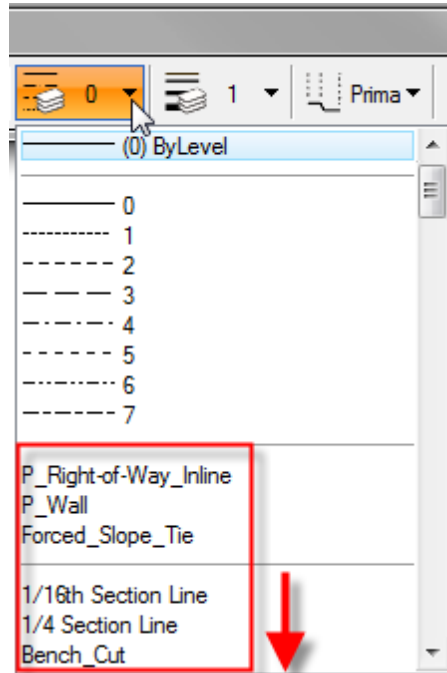 0 1 Prima
(0) ByLevel
0
1
2
3
4
5
6
7
P_Right-of-Way_Inline
P_Wall
Forced_Slope_Tie
1/16th Section Line
1/4 Section Line
Bench_Cut